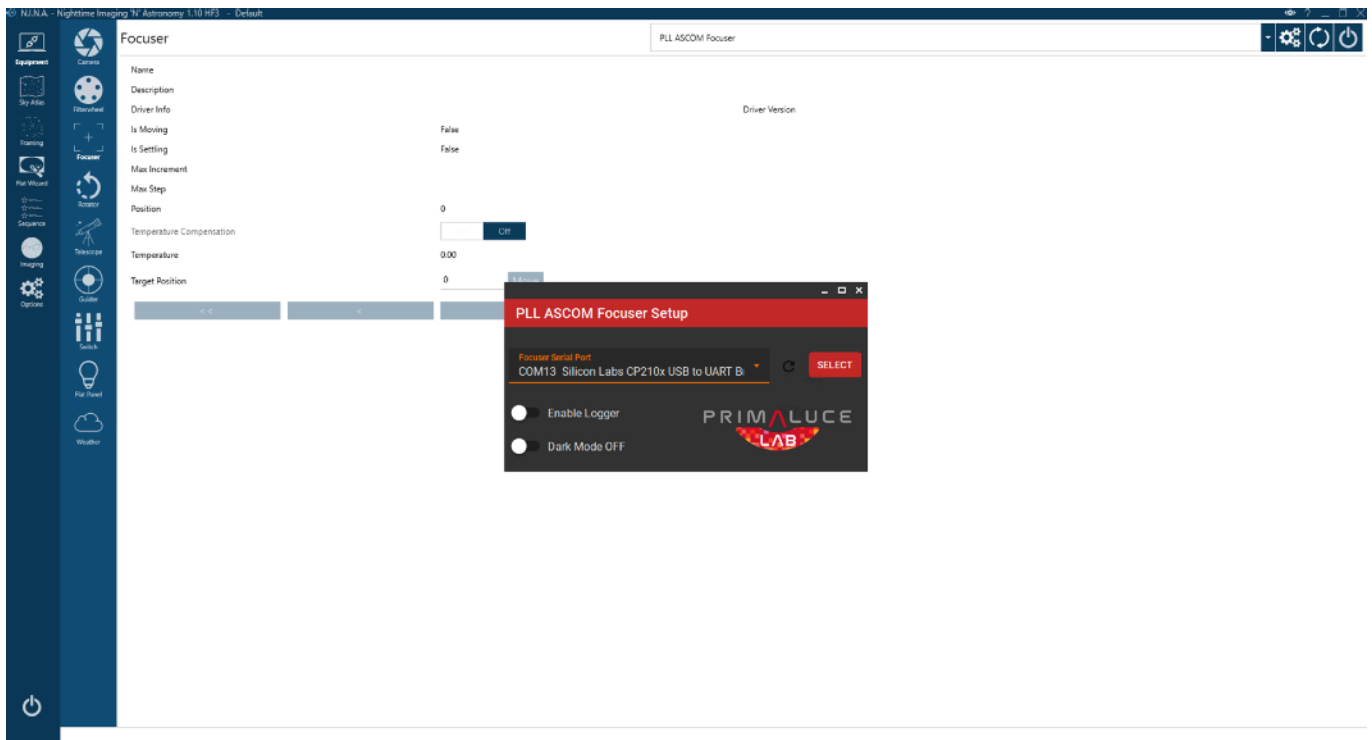 N.I.N.A. - Nighttime Imaging 'N' Astronomy 1.10 HF3 - Default
?
Equipment
Sky Atlas
Framing
Flat Wizard
Sequence
Imaging
Options
Camera
Filterwheel
Focuser
Rotator
Telescope
Guider
Switch
Flat Panel
Weather
Focuser
PLL ASCOM Focuser
Name
Description
Driver Info Driver Version
Is Moving False
Is Settling False
Max Increment
Max Step
Position 0
Temperature Compensation Off
Temperature 0.00
Target Position 0 Move
<< <
PLL ASCOM Focuser Setup
Focuser Serial Port
COM13 Silicon Labs CP210x USB to UART
SELECT
Enable Logger
Dark Mode OFF
PRIMALUCE
LAB